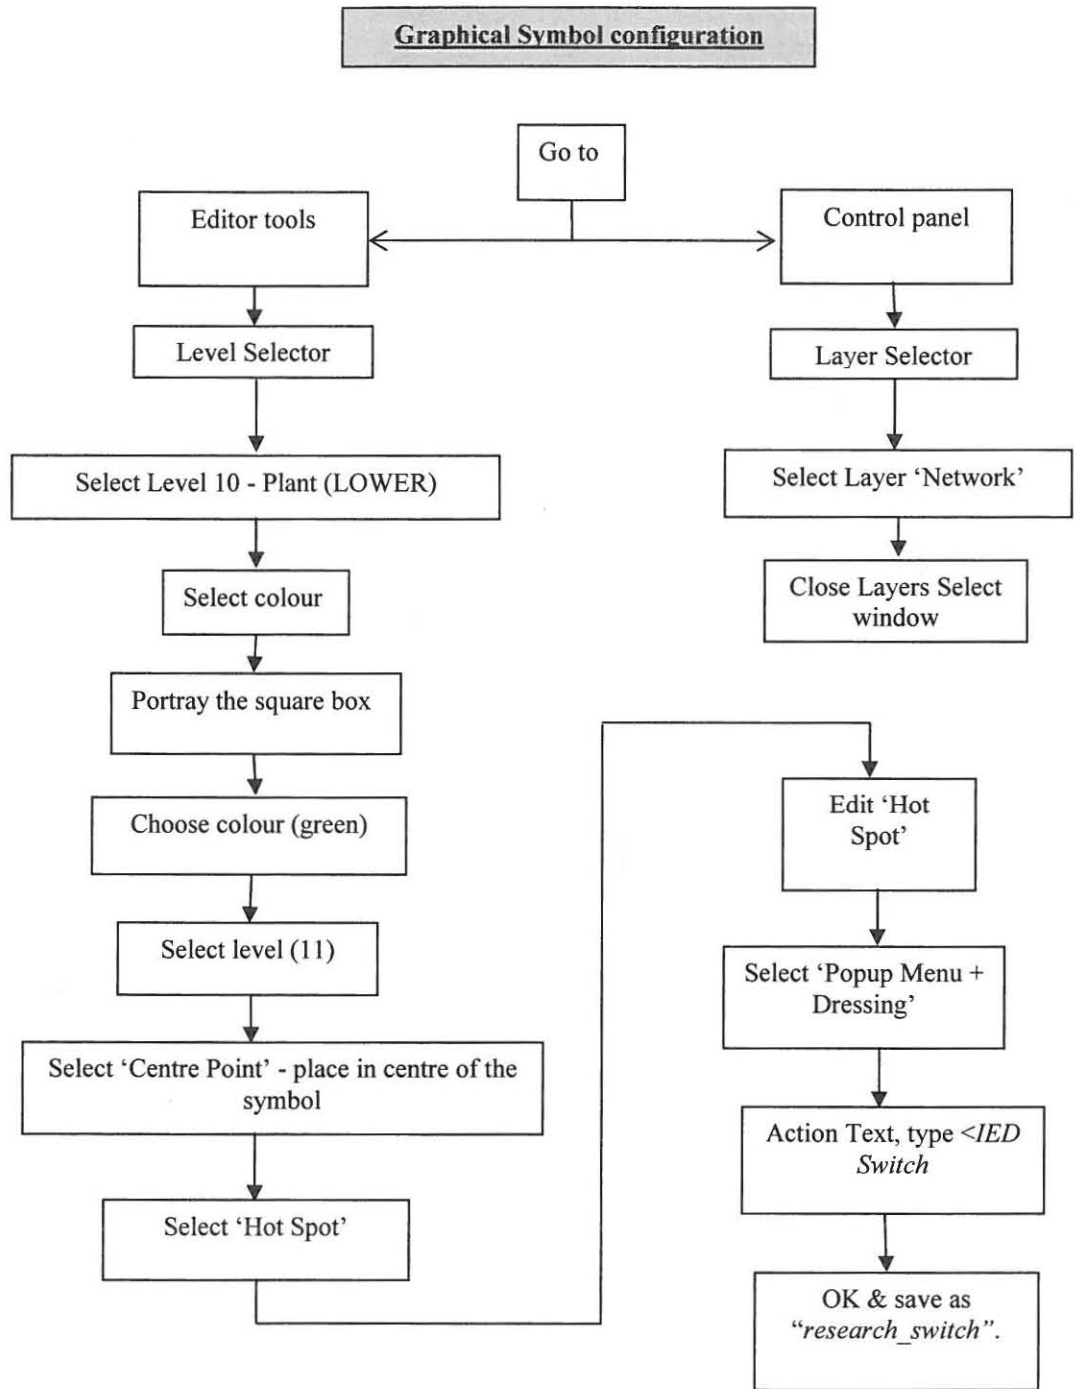 Graphical Symbol configuration
Go to
Editor tools
Control panel
Level Selector
Layer Selector
Select Level 10 - Plant (LOWER)
Select Layer ‘Network’
Select colour
Close Layers Select
window
Portray the square box
Choose colour (green)
Select level (11)
Select ‘Centre Point’ - place in centre of the
symbol
Select ‘Hot Spot’
Edit ‘Hot
Spot’
Select ‘Popup Menu +
Dressing’
Action Text, type <IED
Switch
OK & save as
“research_switch”.